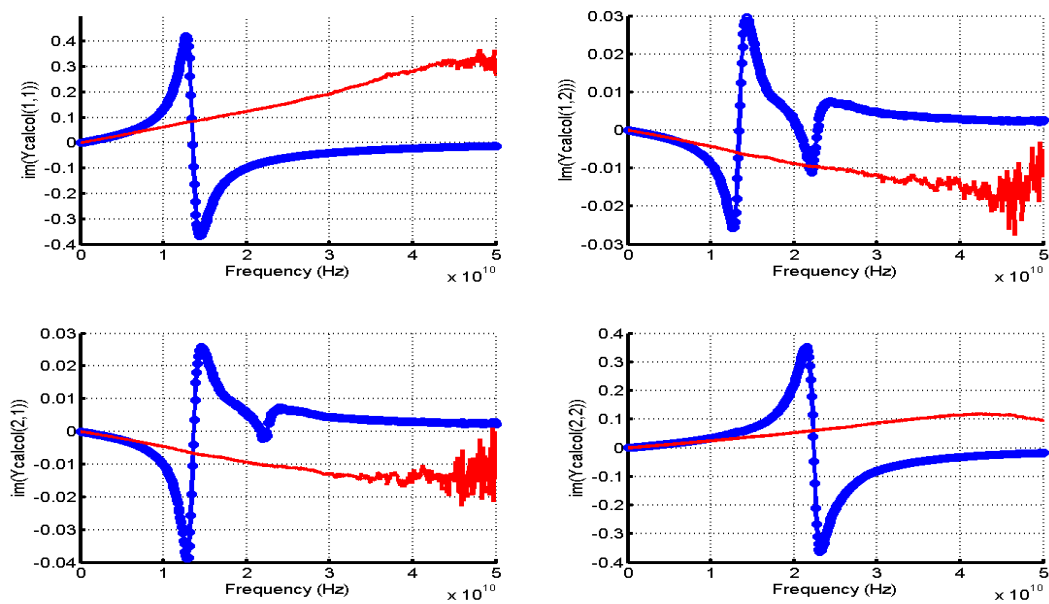 Im(Ycalcol(1,1))
0.4
0.3
0.2
0.1
0
-0.1
-0.2
-0.3
-0.4
0 1 2 3 4 5
Frequency (Hz)
x 10^10
Im(Ycalcol(1,2)))
0.03
0.02
0.01
0
-0.01
-0.02
-0.03
0 1 2 3 4 5
Frequency (Hz)
x 10^10
im(Ycalcol(2,1))
0.03
0.02
0.01
0
-0.01
-0.02
-0.03
-0.04
0 1 2 3 4 5
Frequency (Hz)
x 10^10
im(Ycalcol(2,2))
0.4
0.3
0.2
0.1
0
-0.1
-0.2
-0.3
-0.4
0 1 2 3 4 5
Frequency (Hz)
x 10^10